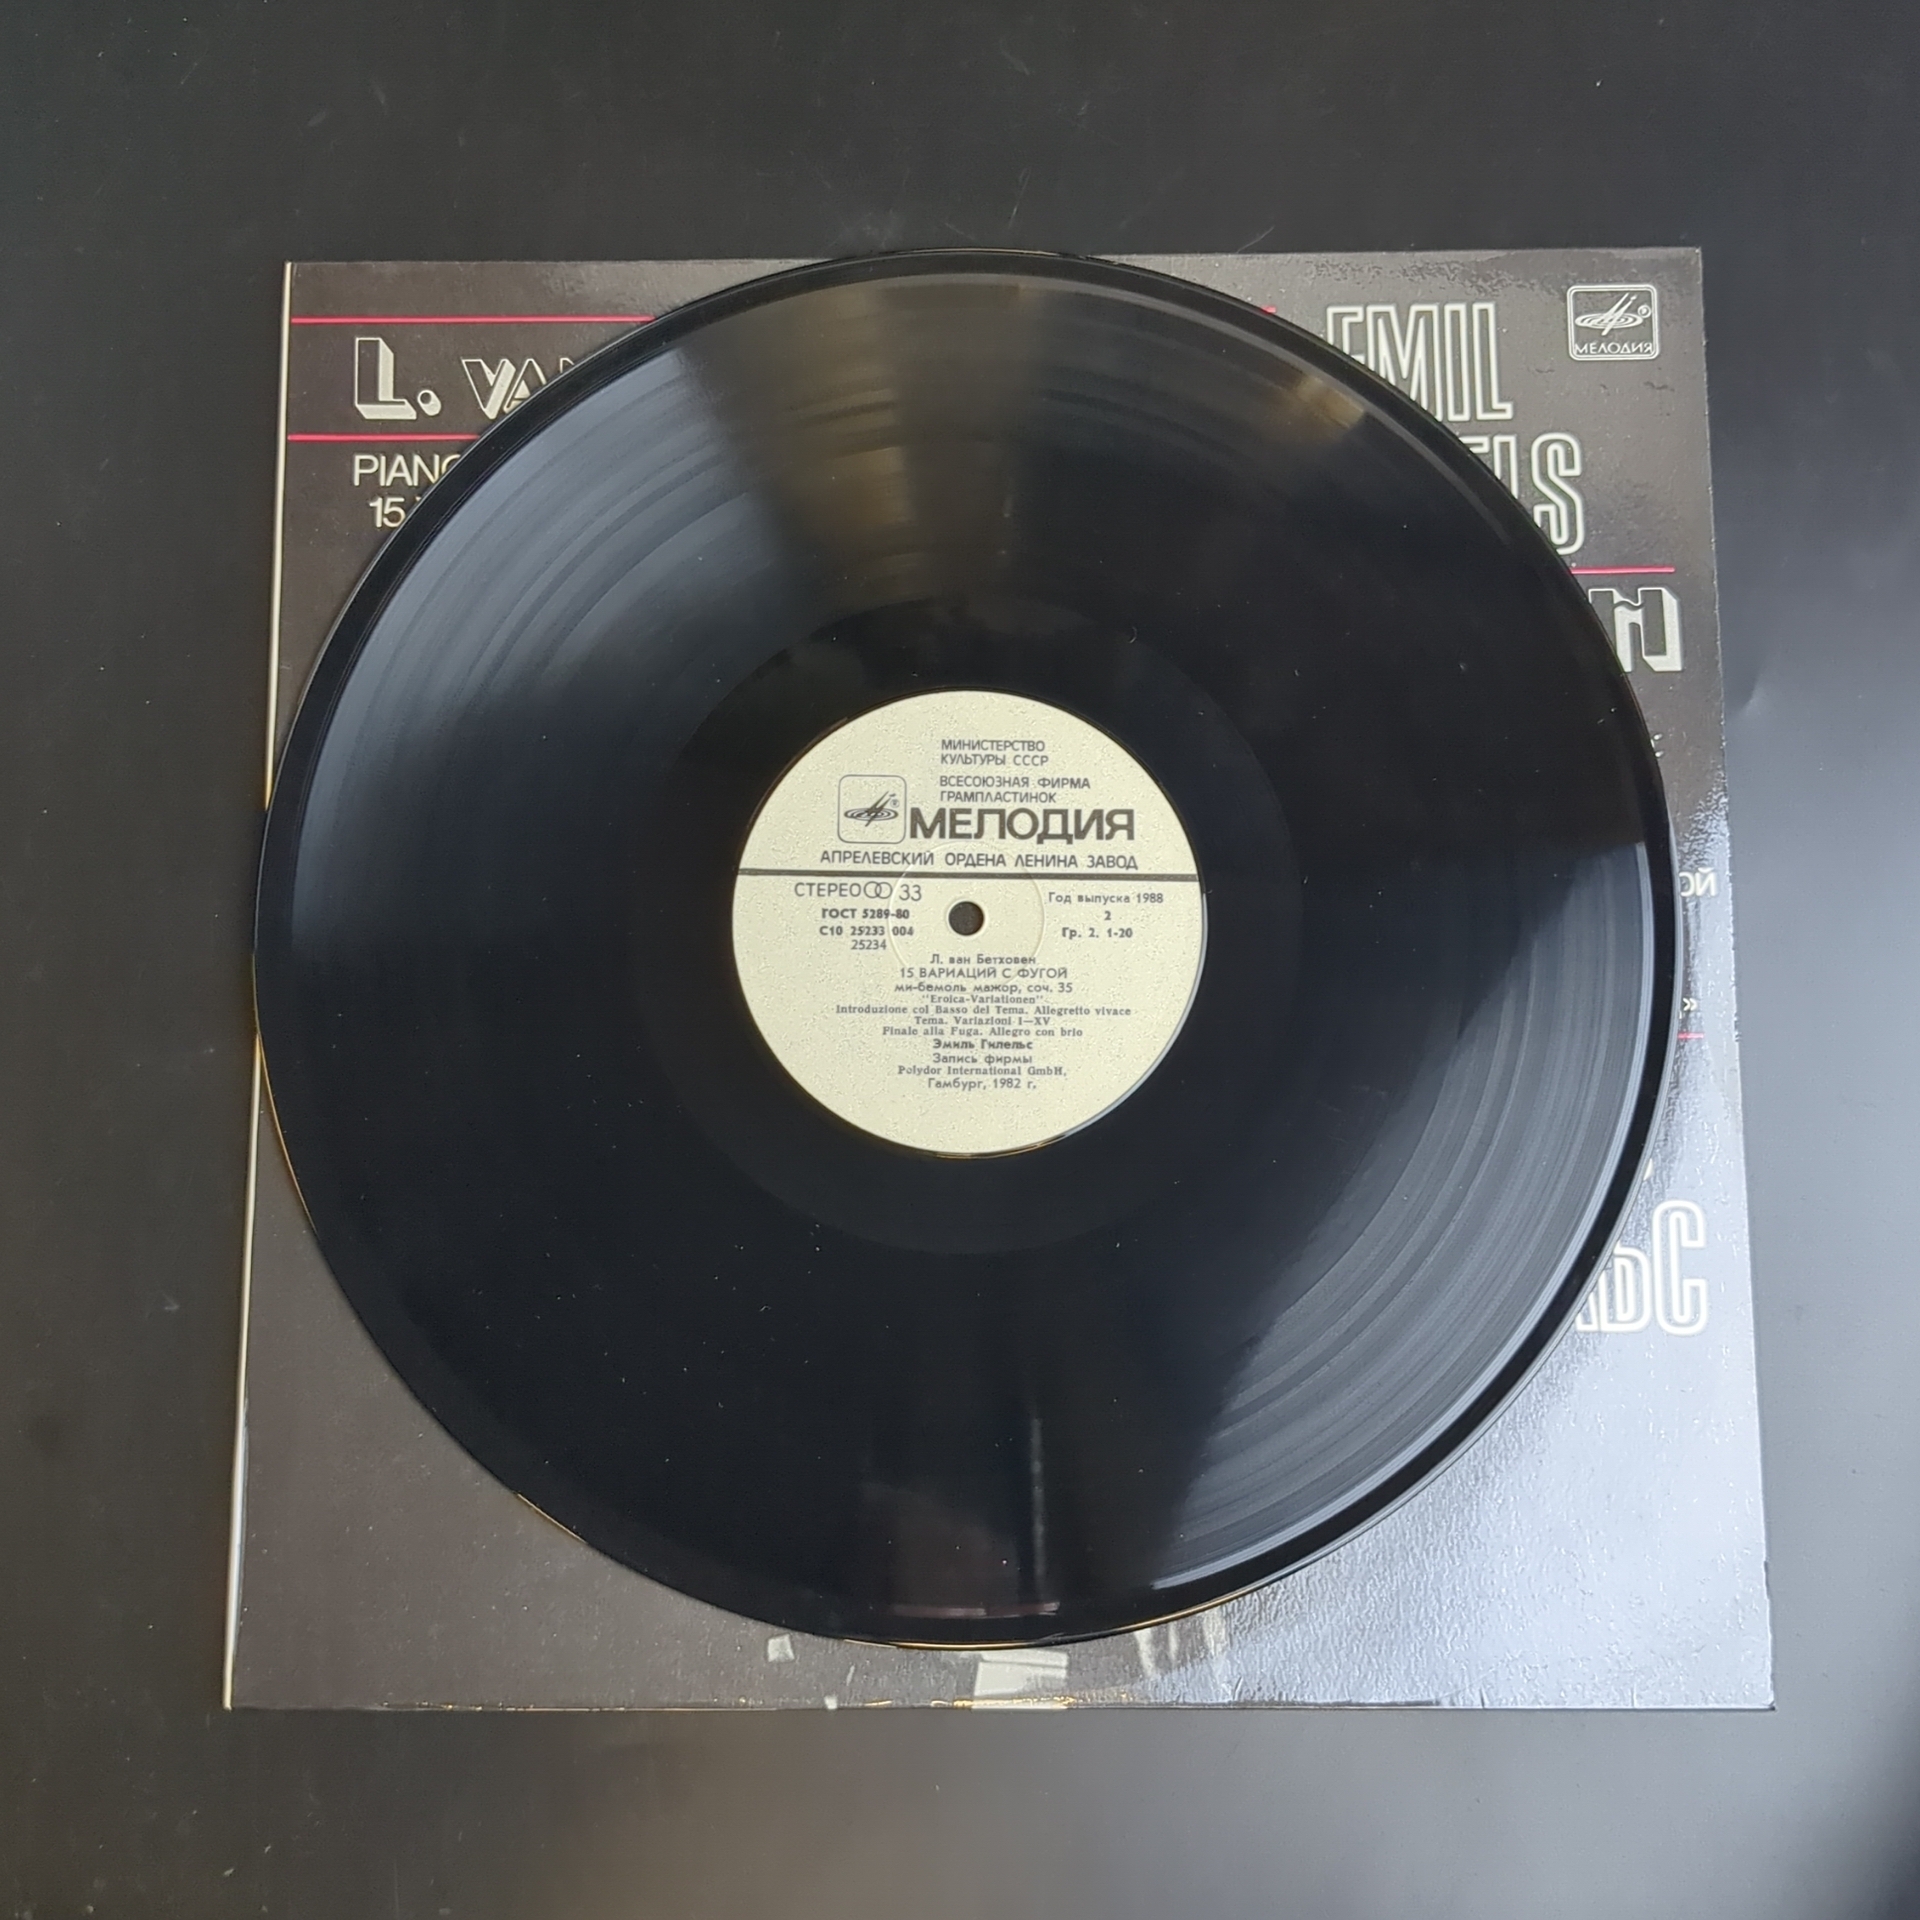 L. VAN
PIANO
15
EMIL
ELS
МЕЛОДИЯ
ОЙ
»
ЛЬС
МИНИСТЕРСТВО
КУЛЬТУРЫ СССР
ВСЕСОЮЗНАЯ ФИРМА
ГРАМПЛАСТИНОК
® МЕЛОДИЯ
АПРЕЛЕВСКИЙ ОРДЕНА ЛЕНИНА ЗАВОД
СТЕРЕО 33
ГОСТ 5289-80
С10 25233 004
25234
Год выпуска 1988
2
Гр. 2. 1-20
Л. ван Бетховен
15 ВАРИАЦИЙ С ФУГОЙ
ми-бемоль мажор, соч. 35
"Eroica-Variationen"
Introduzione col Basso del Tema. Allegretto vivace
Tema. Variazioni I—XV
Finale alla Fuga. Allegro con brio
Эмиль Гилельс
Запись фирмы
Polydor International GmbH,
Гамбург, 1982 г.